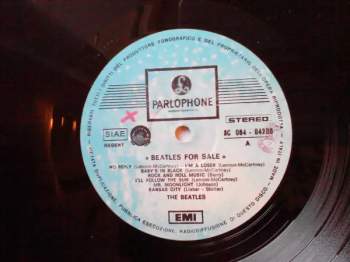 PARLOPHONE
SIAE
STEREO
3C 064 - 04200
REGENT
A
« BEATLES FOR SALE »
NO REPLY (Lennon-McCartney) - I'M A LOSER (Lennon-McCartney)
BABY'S IN BLACK (Lennon-McCartney)
ROCK AND ROLL MUSIC (Berry)
I'LL FOLLOW THE SUN (Lennon-McCartney)
MR. MOONLIGHT (Johnson)
KANSAS CITY (Lieber - Stoller)
THE BEATLES
EMI
MADE IN ITALY